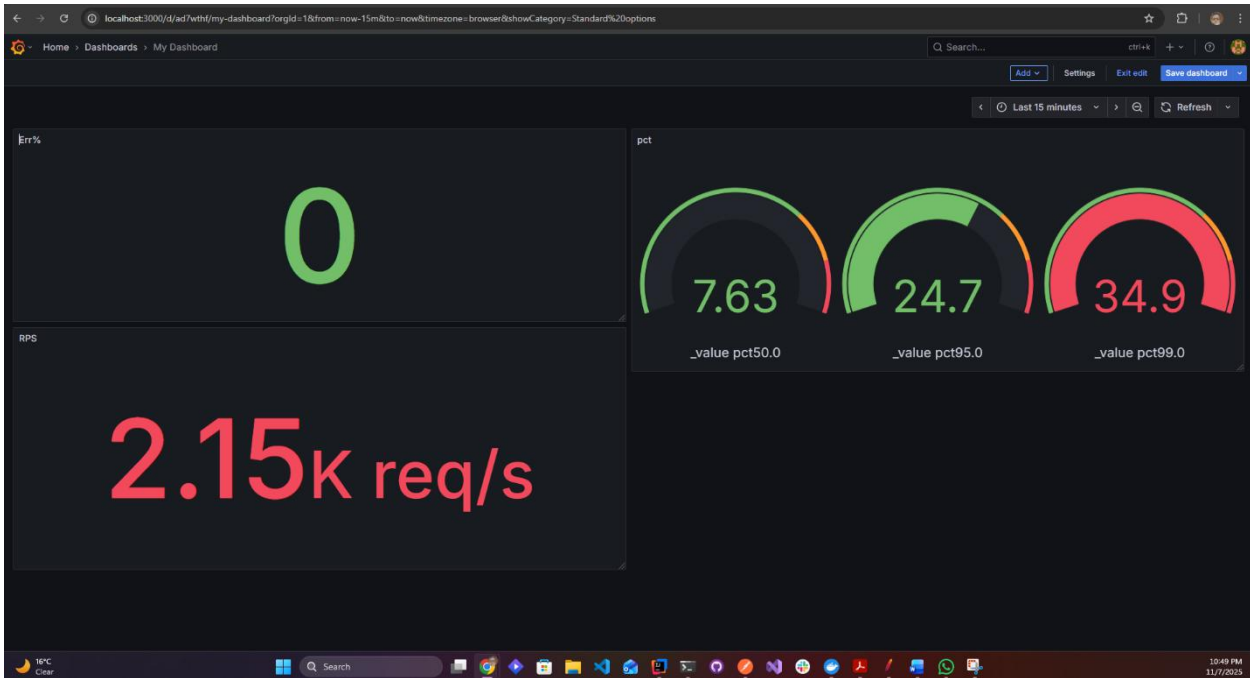 localhost:3000/d/ad7wthf/my-dashboard?orgId=1&from=now-15m&to=now&timezone=browser&showCategory=Standard%20options
Home › Dashboards › My Dashboard
Search...
ctrl+k
Add
Settings
Exit edit
Save dashboard
Last 15 minutes
Refresh
Err%
0
RPS
2.15K req/s
pct
7.63
24.7
34.9
_value pct50.0
_value pct95.0
_value pct99.0
16°C
Clear
Search
10:49 PM
11/7/2025